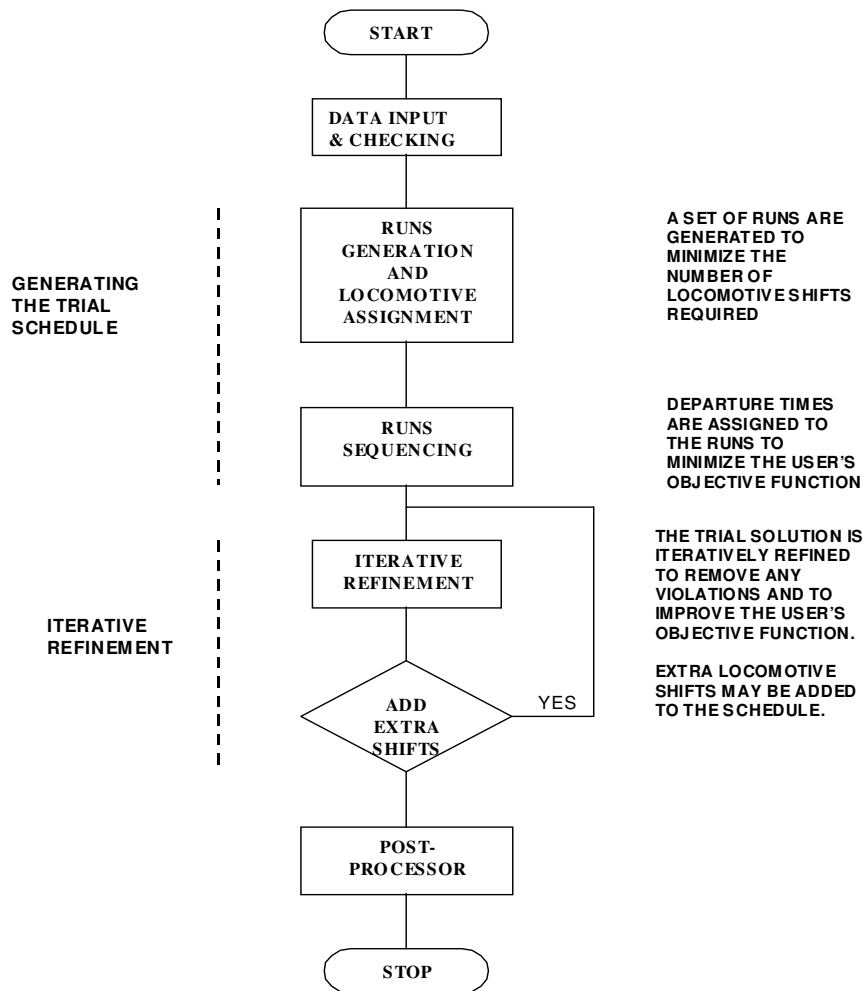 START
DATA INPUT
& CHECKING
GENERATING
THE TRIAL
SCHEDULE
RUNS
GENERATION
AND
LOCOMOTIVE
ASSIGNMENT
A SET OF RUNS ARE
GENERATED TO
MINIMIZE THE
NUMBER OF
LOCOMOTIVE SHIFTS
REQUIRED
RUNS
SEQUENCING
DEPARTURE TIMES
ARE ASSIGNED TO
THE RUNS TO
MINIMIZE THE USER'S
OBJECTIVE FUNCTION
ITERATIVE
REFINEMENT
ITERATIVE
REFINEMENT
THE TRIAL SOLUTION IS
ITERATIVELY REFINED
TO REMOVE ANY
VIOLATIONS AND TO
IMPROVE THE USER'S
OBJECTIVE FUNCTION.
EXTRA LOCOMOTIVE
SHIFTS MAY BE ADDED
TO THE SCHEDULE.
ADD
EXTRA
SHIFTS
YES
POST-
PROCESSOR
STOP